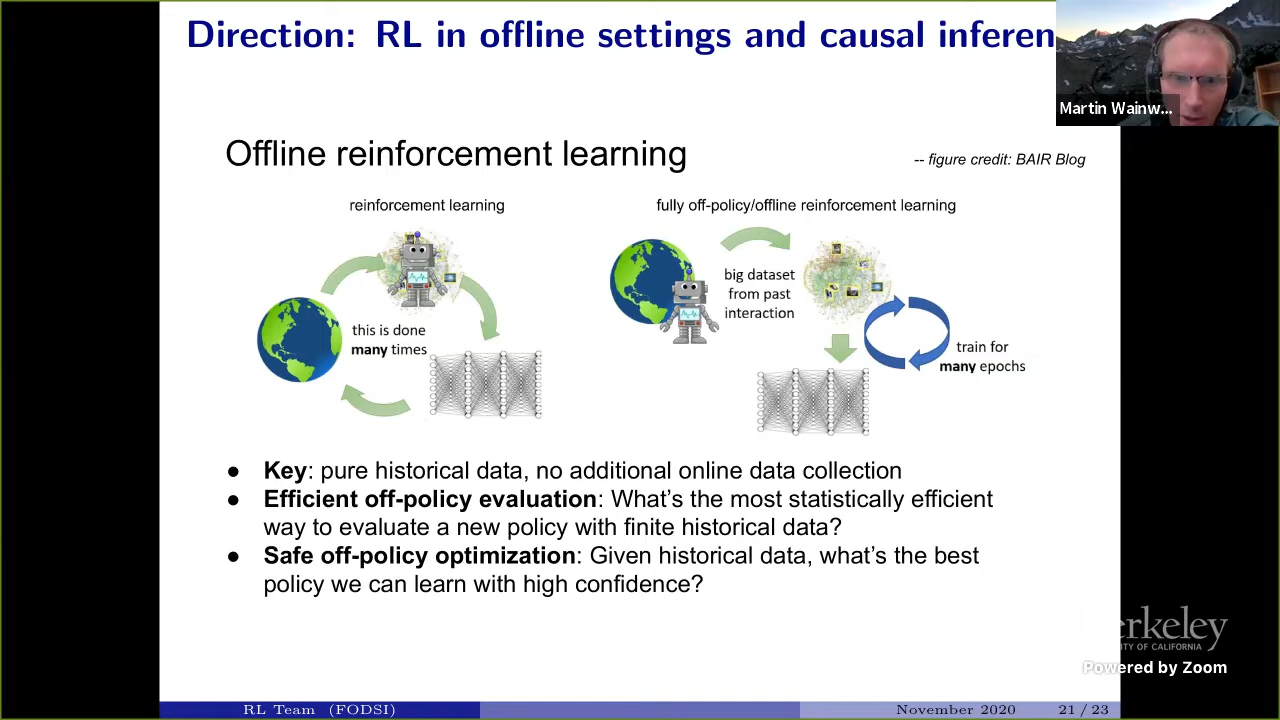 Direction: RL in offline settings and causal inferen
Martin Wainw...
Offline reinforcement learning
-- figure credit: BAIR Blog
reinforcement learning
fully off-policy/offline reinforcement learning
this is done
many times
big dataset
from past
interaction
train for
many epochs
● Key: pure historical data, no additional online data collection
● Efficient off-policy evaluation: What's the most statistically efficient
way to evaluate a new policy with finite historical data?
● Safe off-policy optimization: Given historical data, what's the best
policy we can learn with high confidence?
erkeley
TY OF CALIFORNIA
Powered by Zoom
RL Team (FODSI)
November 2020
21 / 23